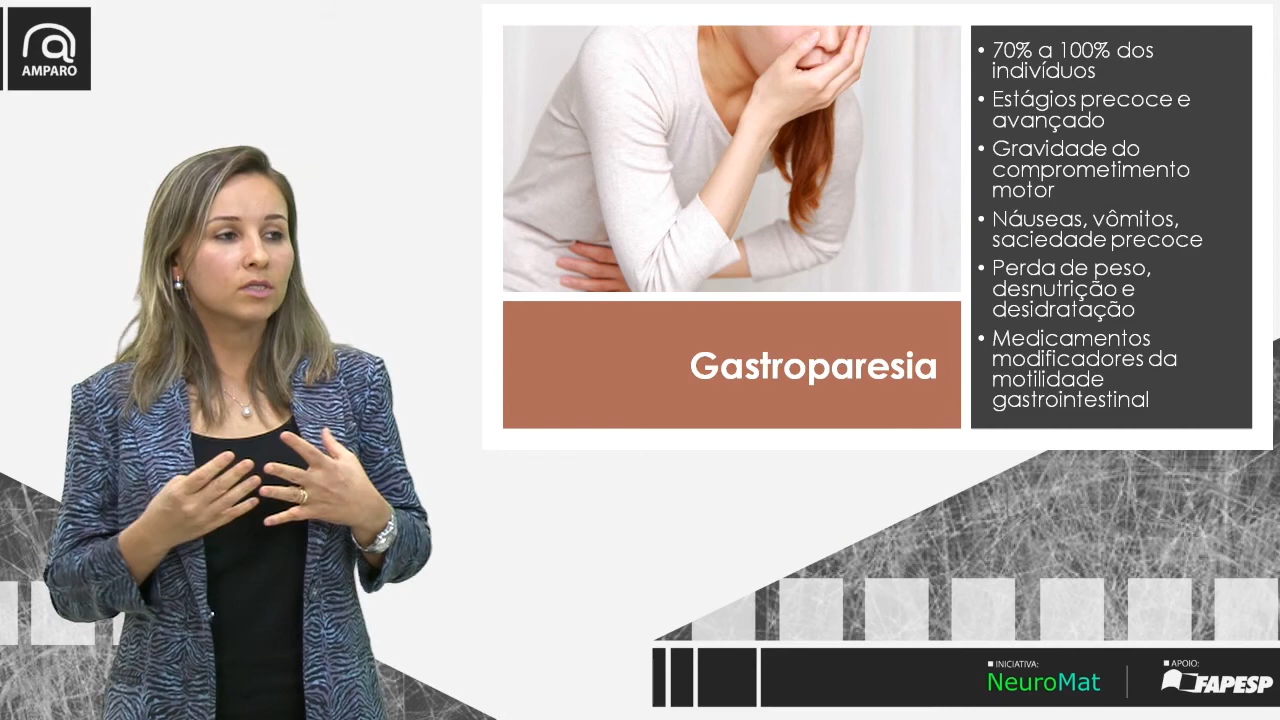 AMPARO
Gastroparesia
• 70% a 100% dos
indivíduos
• Estágios precoce e
avançado
• Gravidade do
comprometimento
motor
• Náuseas, vômitos,
saciedade precoce
• Perda de peso,
desnutrição e
desidratação
• Medicamentos
modificadores da
motilidade
gastrointestinal
INICIATIVA:
NeuroMat
APOIO:
FAPESP